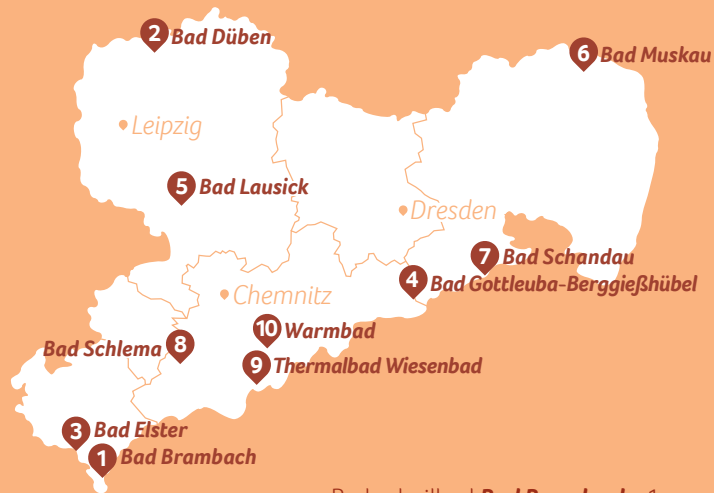 2 Bad Düben
6 Bad Muskau
Leipzig
5 Bad Lausick
Dresden
7 Bad Schandau
4 Bad Gottleuba-Berggießhübel
Chemnitz
10 Warmbad
Bad Schlema 8
9 Thermalbad Wiesenbad
3 Bad Elster
1 Bad Brambach